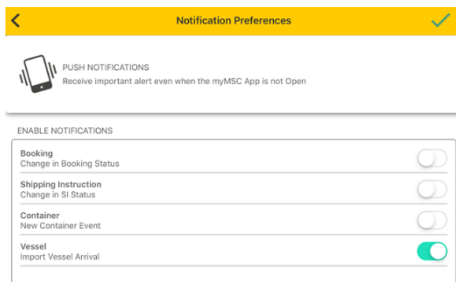 Notification Preferences
PUSH NOTIFICATIONS
Receive important alert even when the myMSC App is not Open
ENABLE NOTIFICATIONS
Booking
Change in Booking Status
Shipping Instruction
Change in SI Status
Container
New Container Event
Vessel
Import Vessel Arrival